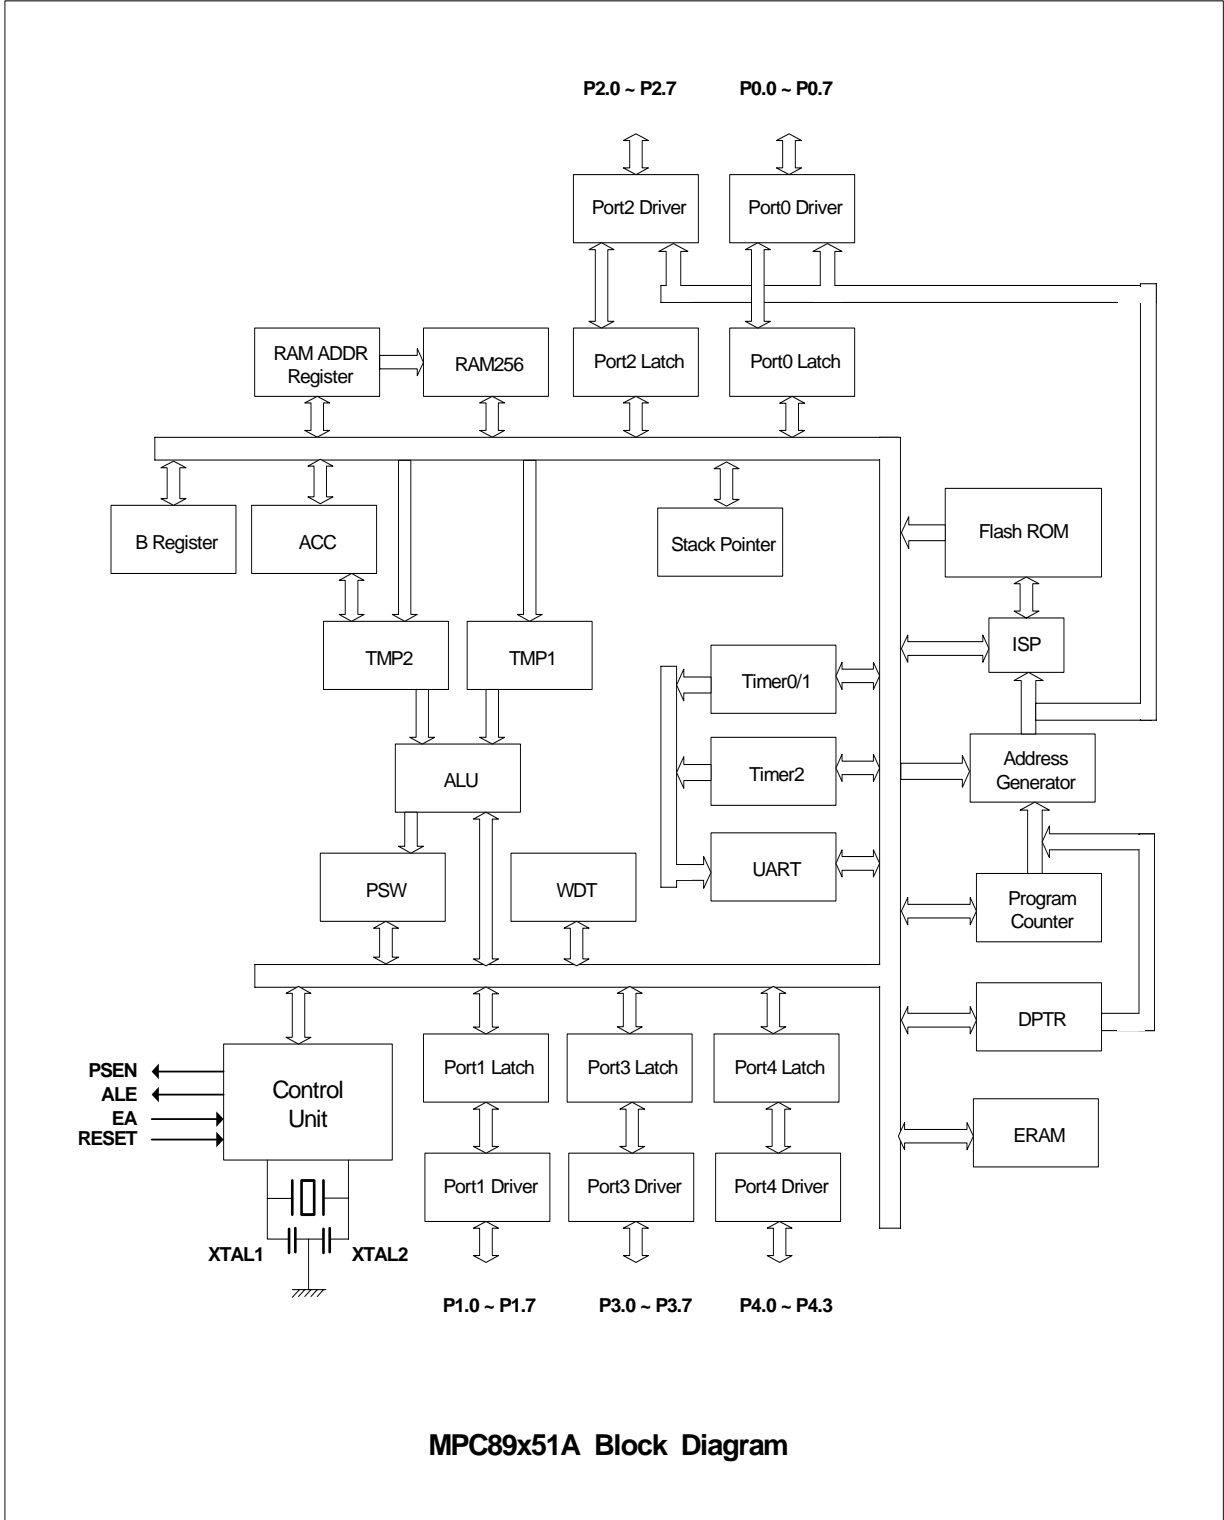 P2.0 ~ P2.7
P0.0 ~ P0.7
Port2 Driver
Port0 Driver
RAM ADDR
Register
RAM256
Port2 Latch
Port0 Latch
B Register
ACC
Stack Pointer
Flash ROM
TMP2
TMP1
ISP
Timer0/1
ALU
Timer2
Address
Generator
PSW
WDT
UART
Program
Counter
DPTR
PSEN
ALE
EA
RESET
Control
Unit
Port1 Latch
Port3 Latch
Port4 Latch
ERAM
Port1 Driver
Port3 Driver
Port4 Driver
XTAL1
XTAL2
P1.0 ~ P1.7
P3.0 ~ P3.7
P4.0 ~ P4.3
MPC89x51A Block Diagram